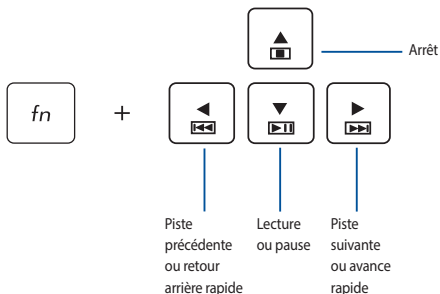 Arrêt
fn
+
Piste
précédente
ou retour
arrière rapide
Lecture
ou pause
Piste
suivante
ou avance
rapide